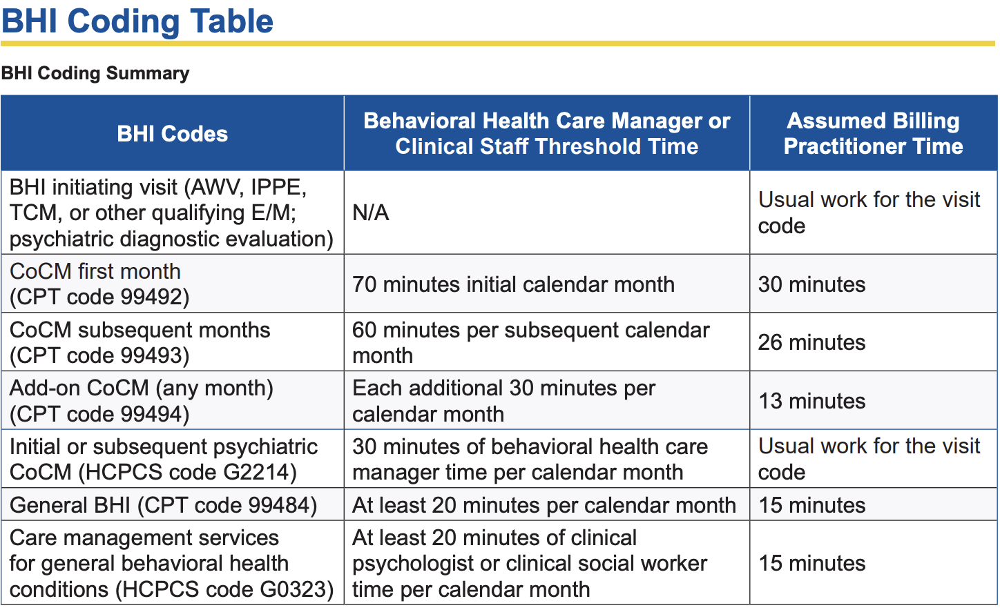 BHI Coding Table
BHI Coding Summary
BHI Codes
Behavioral Health Care Manager or
Clinical Staff Threshold Time
Assumed Billing
Practitioner Time
BHI initiating visit (AWV, IPPE,
TCM, or other qualifying E/M;
psychiatric diagnostic evaluation)
N/A
Usual work for the visit
code
CoCM first month
(CPT code 99492)
70 minutes initial calendar month
30 minutes
CoCM subsequent months
(CPT code 99493)
60 minutes per subsequent calendar
month
26 minutes
Add-on CoCM (any month)
(CPT code 99494)
Each additional 30 minutes per
calendar month
13 minutes
Initial or subsequent psychiatric
CoCM (HCPCS code G2214)
30 minutes of behavioral health care
manager time per calendar month
Usual work for the visit
code
General BHI (CPT code 99484)
At least 20 minutes per calendar month
15 minutes
Care management services
for general behavioral health
conditions (HCPCS code G0323)
At least 20 minutes of clinical
psychologist or clinical social worker
time per calendar month
15 minutes